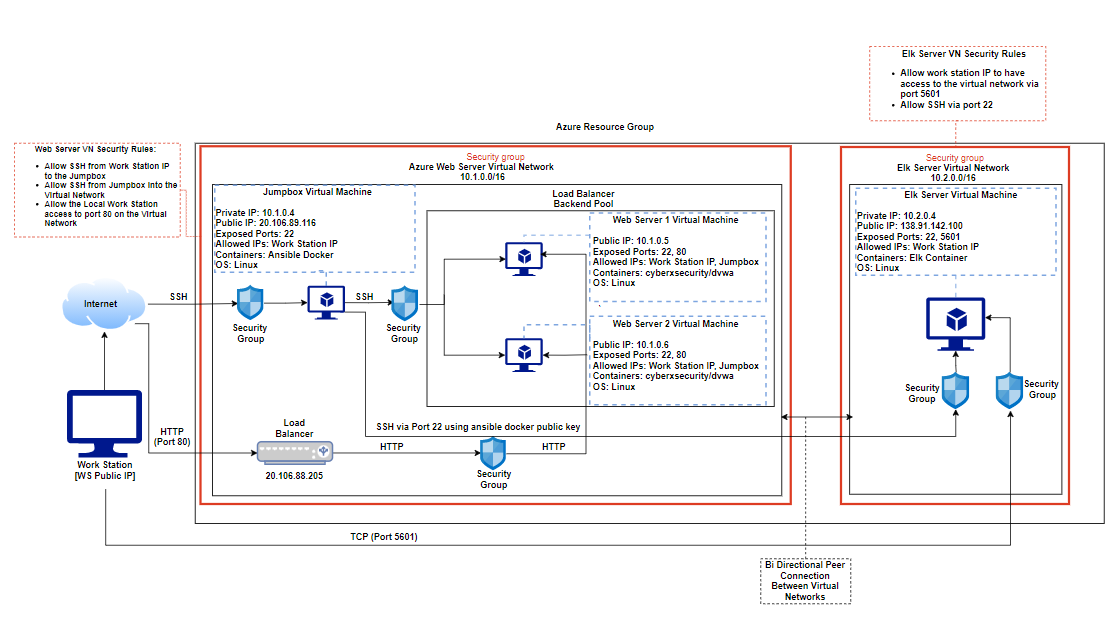 Elk Server VN Security Rules
• Allow work station IP to have
access to the virtual network via
port 5601
• Allow SSH via port 22
Azure Resource Group
Web Server VN Security Rules:
• Allow SSH from Work Station IP
to the Jumpbox
• Allow SSH from Jumpbox Into the
Virtual Network
• Allow the Local Work Station
access to port 80 on the Virtual
Network
Security group
Azure Web Server Virtual Network
10.1.0.0/16
Jumpbox Virtual Machine
Private IP: 10.1.0.4
Public IP: 20.106.89.116
Exposed Ports: 22
Allowed IPs: Work Station IP
Containers: Ansible Docker
OS: Linux
Load Balancer
Backend Pool
Web Server 1 Virtual Machine
Public IP: 10.1.0.5
Exposed Ports: 22, 80
Allowed IPs: Work Station IP, Jumpbox
Containers: cyberxsecurity/dvwa
OS: Linux
Web Server 2 Virtual Machine
Public IP: 10.1.0.6
Exposed Ports: 22, 80
Allowed IPs: Work Station IP, Jumpbox
Containers: cyberxsecurity/dvwa
OS: Linux
Security group
Elk Server Virtual Network
10.2.0.0/16
Elk Server Virtual Machine
Private IP: 10.2.0.4
Public IP: 138.91.142.100
Exposed Ports: 22, 5601
Allowed IPs: Work Station IP
Containers: Elk Container
OS: Linux
Internet
SSH
Security
Group
SSH
Security
Group
Security
Group
Security
Group
HTTP
(Port 80)
Work Station
[WS Public IP]
Load
Balancer
20.106.88.205
SSH via Port 22 using ansible docker public key
HTTP
Security
Group
HTTP
TCP (Port 5601)
Bi Directional Peer
Connection
Between Virtual
Networks